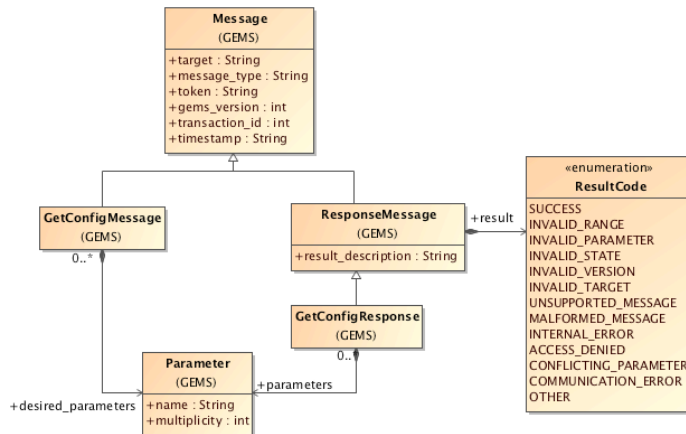 Message
(GEMS)
+target : String
+message_type : String
+token : String
+gems_version : int
+transaction_id : int
+timestamp : String
«enumeration»
ResultCode
SUCCESS
INVALID_RANGE
INVALID_PARAMETER
INVALID_STATE
INVALID_VERSION
INVALID_TARGET
UNSUPPORTED_MESSAGE
MALFORMED_MESSAGE
INTERNAL_ERROR
ACCESS_DENIED
CONFLICTING_PARAMETER
COMMUNICATION_ERROR
OTHER
GetConfigMessage
(GEMS)
0..*
ResponseMessage
(GEMS)
+result_description : String
+result
GetConfigResponse
(GEMS)
0..
Parameter
(GEMS)
+name : String
+multiplicity : int
+desired_parameters
+parameters